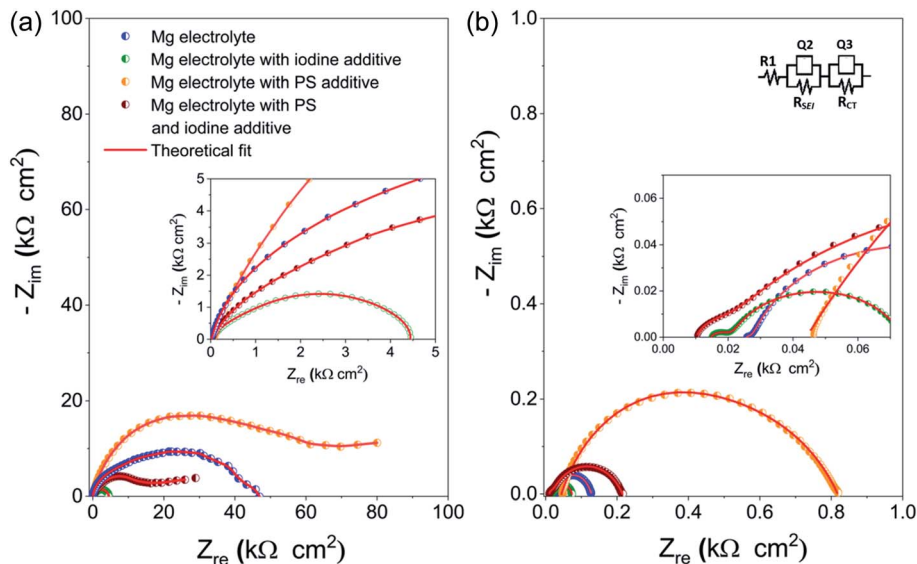 (a)
100
80
60
40
20
0
- Z_im (kΩ cm²)
Mg electrolyte
Mg electrolyte with iodine additive
Mg electrolyte with PS additive
Mg electrolyte with PS
and iodine additive
Theoretical fit
5
4
3
2
1
0
- Z_im (kΩ cm²)
0 1 2 3 4 5
Z_re (kΩ cm²)
0 20 40 60 80 100
Z_re (kΩ cm²)
(b)
1.0
0.8
0.6
0.4
0.2
0.0
- Z_im (kΩ cm²)
Q2 Q3
R1
R_SEI R_CT
0.06
0.04
0.02
0.00
- Z_im (kΩ cm²)
0.00 0.02 0.04 0.06
Z_re (kΩ cm²)
0.0 0.2 0.4 0.6 0.8 1.0
Z_re (kΩ cm²)